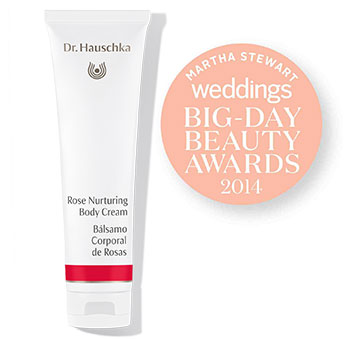 Dr. Hauschka
Rose Nurturing
Body Cream
Bálsamo
Corporal
de Rosas
MARTHA STEWART
weddings
BIG-DAY
BEAUTY
AWARDS
2014